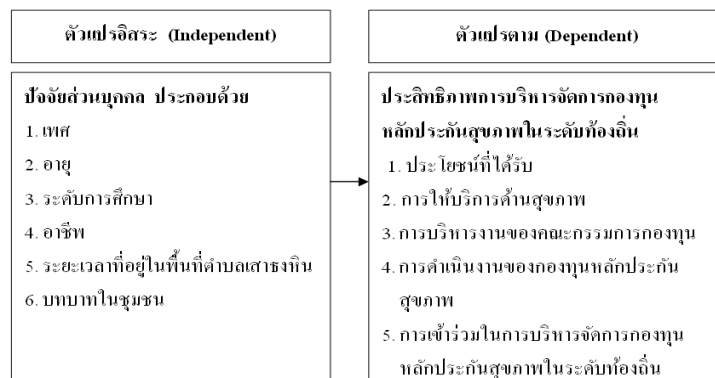 ตัวแปรอิสระ (Independent)
ปัจจัยส่วนบุคคล ประกอบด้วย
1. เพศ
2. อายุ
3. ระดับการศึกษา
4. อาชีพ
5. ระยะเวลาที่อยู่ในพื้นที่ตำบลเสาธงหิน
6. บทบาทในชุมชน
ตัวแปรตาม (Dependent)
ประสิทธิภาพการบริหารจัดการกองทุน
หลักประกันสุขภาพในระดับท้องถิ่น
1. ประโยชน์ที่ได้รับ
2. การให้บริการด้านสุขภาพ
3. การบริหารงานของคณะกรรมการกองทุน
4. การดำเนินงานของกองทุนหลักประกัน
สุขภาพ
5. การเข้าร่วมในการบริหารจัดการกองทุน
หลักประกันสุขภาพในระดับท้องถิ่น